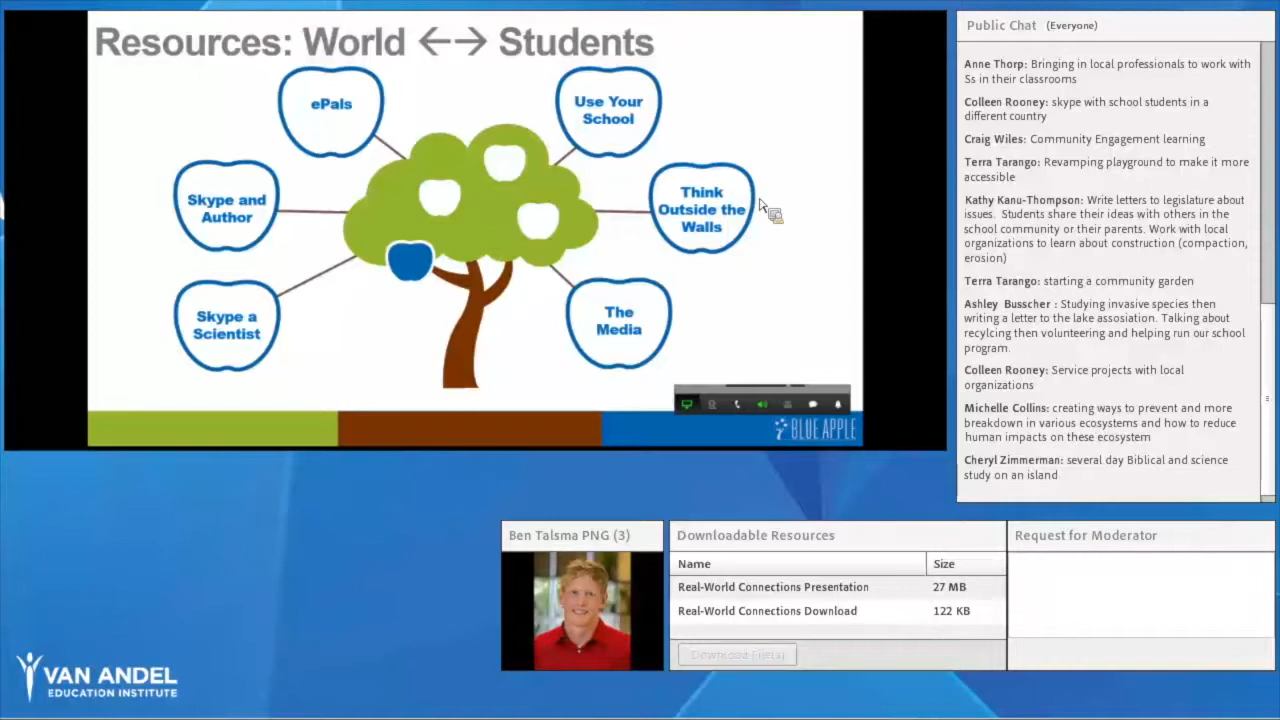 Resources: World ←→ Students
ePals
Use Your
School
Skype and
Author
Think
Outside the
Walls
Skype a
Scientist
The
Media
BLUE APPLE
Public Chat (Everyone)
Anne Thorp: Bringing in local professionals to work with
Ss in their classrooms
Colleen Rooney: skype with school students in a
different country
Craig Wiles: Community Engagement learning
Terra Tarango: Revamping playground to make it more
accessible
Kathy Kanu-Thompson: Write letters to legislature about
issues. Students share their ideas with others in the
school community or their parents. Work with local
organizations to learn about construction (compaction,
erosion)
Terra Tarango: starting a community garden
Ashley Busscher : Studying invasive species then
writing a letter to the lake assosiation. Talking about
recylcing then volunteering and helping run our school
program.
Colleen Rooney: Service projects with local
organizations
Michelle Collins: creating ways to prevent and more
breakdown in various ecosystems and how to reduce
human impacts on these ecosystem
Cheryl Zimmerman: several day Biblical and science
study on an island
Ben Talsma PNG (3)
Downloadable Resources
Name Size
Real-World Connections Presentation 27 MB
Real-World Connections Download 122 KB
Download File(s)
Request for Moderator
VAN ANDEL
EDUCATION INSTITUTE